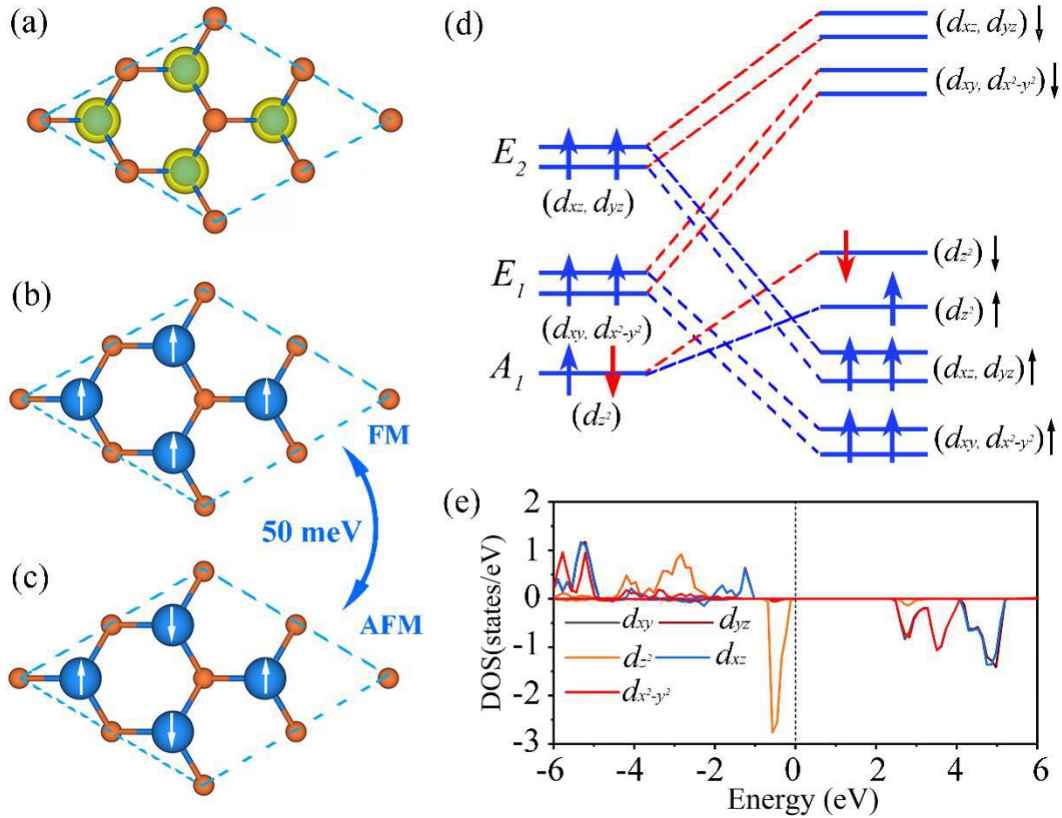 (a)
(b)
FM
50 meV
(c)
AFM
(d)
(dxz, dyz)↓
(dxy, dx²-y²)↓
E2
(dxz, dyz)
(dz²)↓
E1
(dxy, dx²-y²)
(dz²)↑
A1
(dz²)
(dxz, dyz)↑
(dxy, dx²-y²)↑
(e)
DOS(states/eV)
2
1
0
-1
-2
-3
dxy dyz
dz² dxz
dx²-y²
-6 -4 -2 0 2 4 6
Energy (eV)